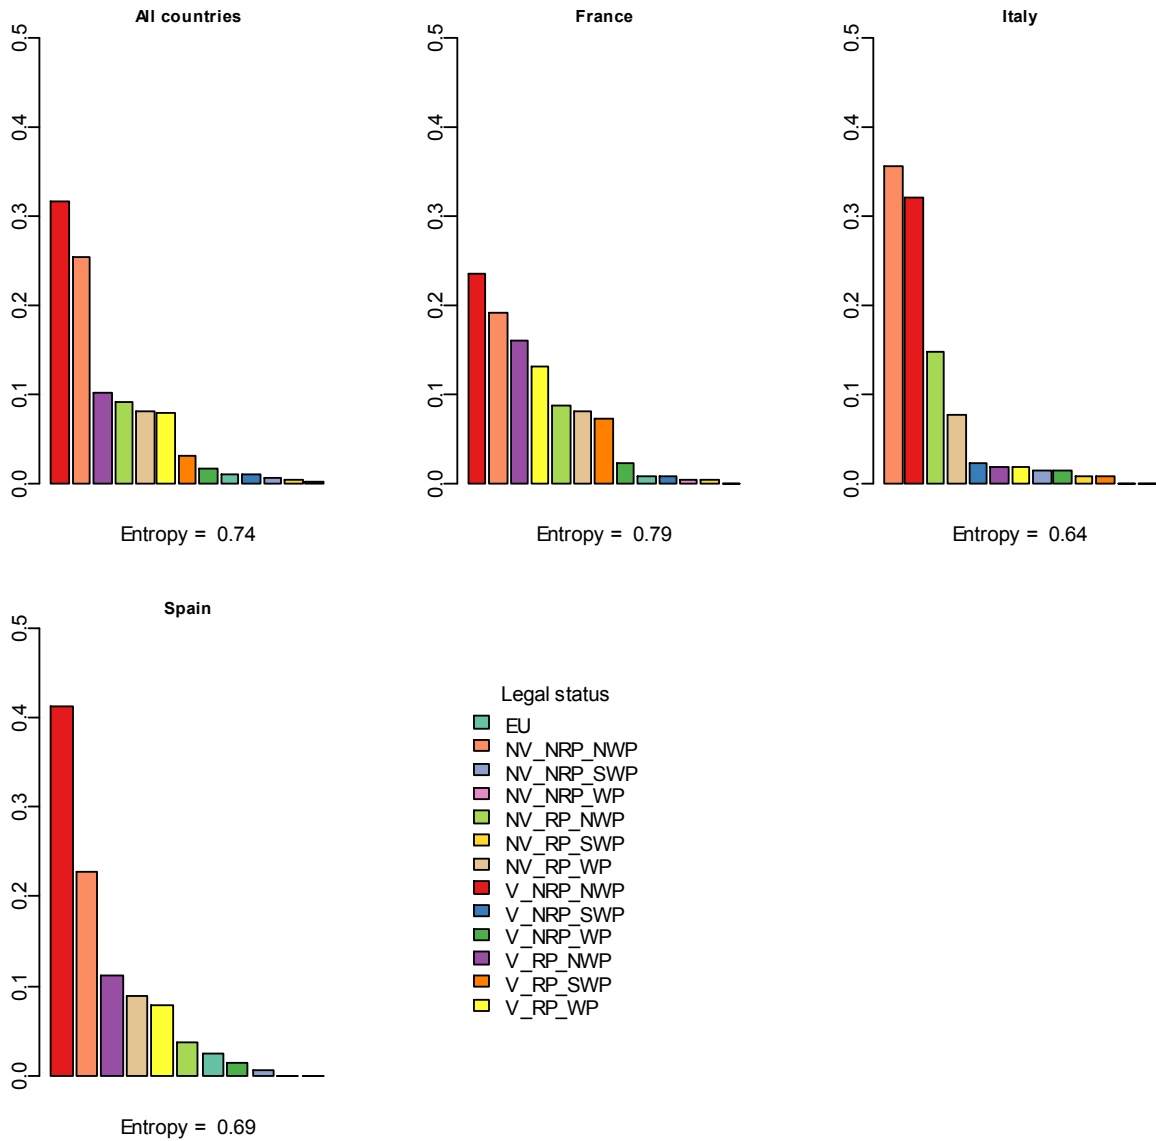 All countries
0.5
0.4
0.3
0.2
0.1
0.0
Entropy = 0.74
France
0.5
0.4
0.3
0.2
0.1
0.0
Entropy = 0.79
Italy
0.5
0.4
0.3
0.2
0.1
0.0
Entropy = 0.64
Spain
0.5
0.4
0.3
0.2
0.1
0.0
Entropy = 0.69
Legal status
EU
NV_NRP_NWP
NV_NRP_SWP
NV_NRP_WP
NV_RP_NWP
NV_RP_SWP
NV_RP_WP
V_NRP_NWP
V_NRP_SWP
V_NRP_WP
V_RP_NWP
V_RP_SWP
V_RP_WP